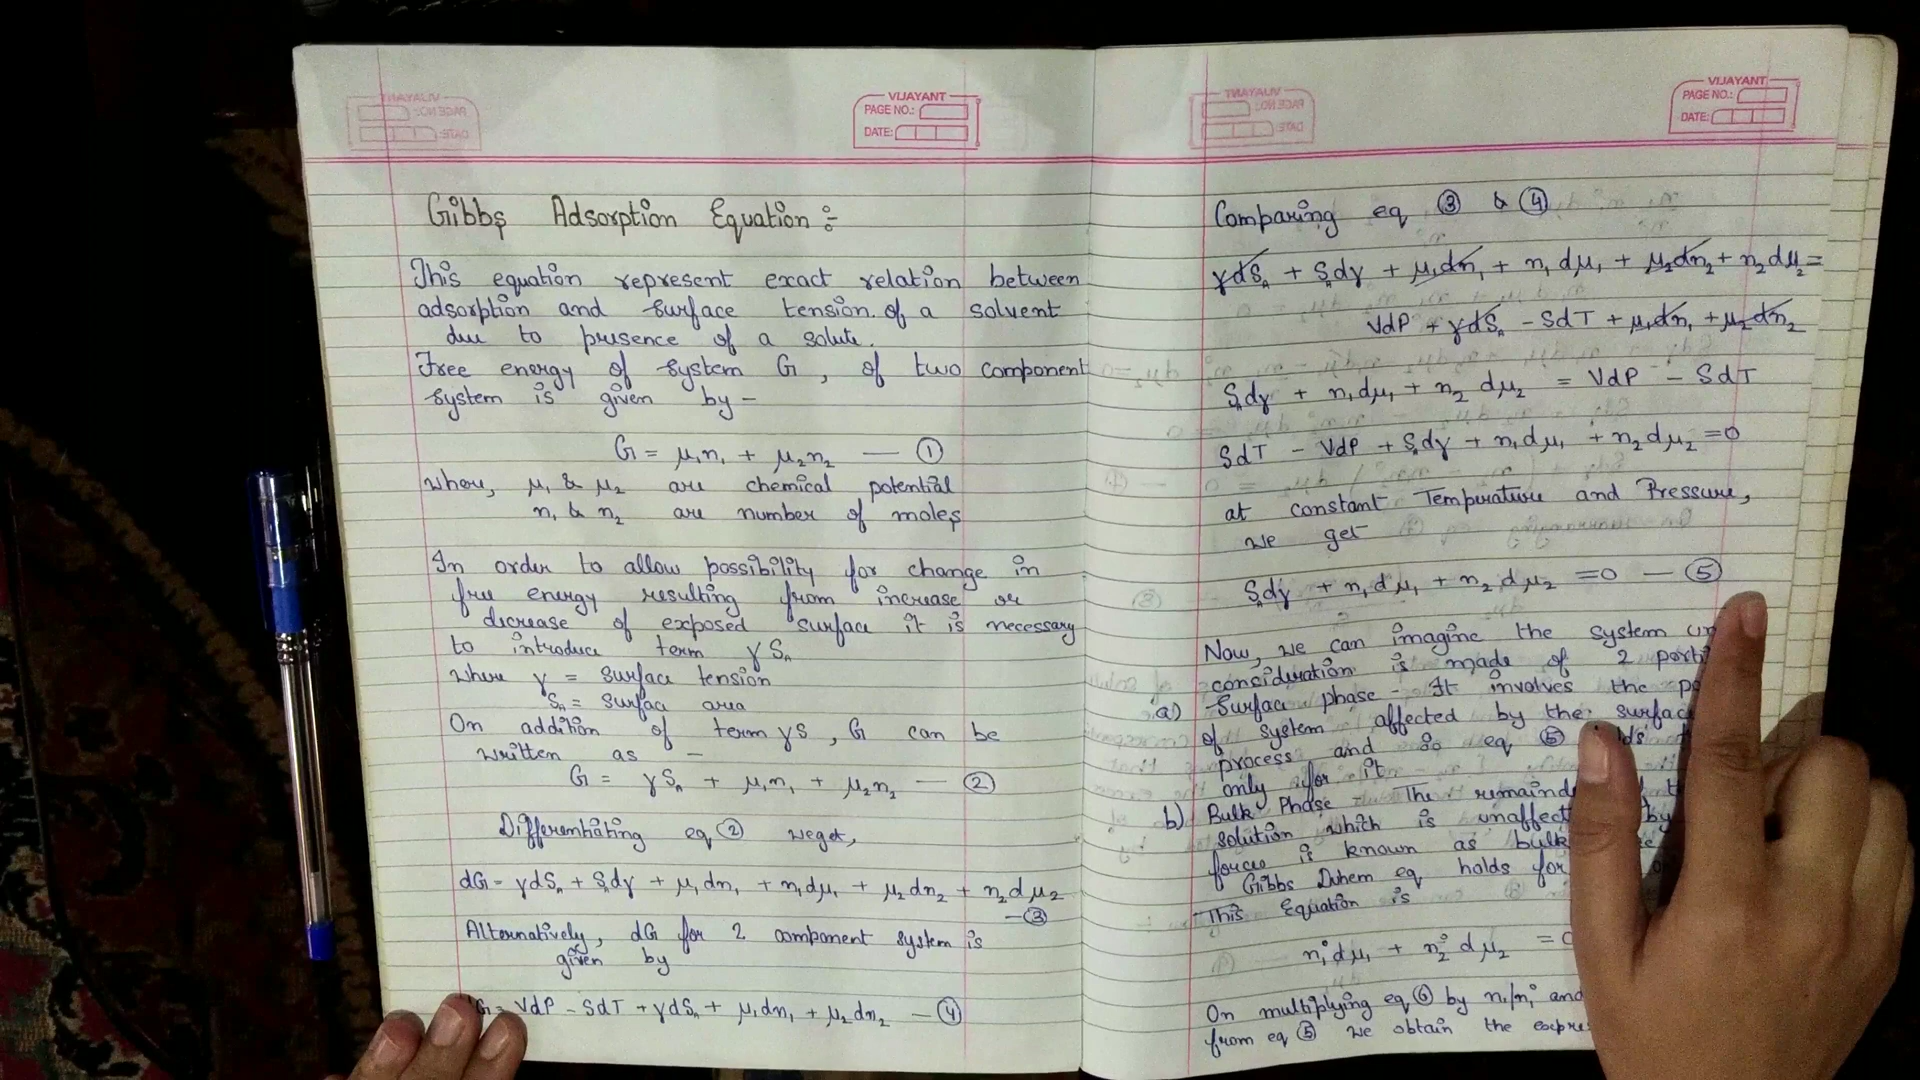 VIJAYANT
PAGE NO.:
DATE:
Gibbs Adsorption Equation :-
This equation represent exact relation between
adsorption and surface tension of a solvent
due to presence of a solute.
Free energy of system G, of two component
system is given by -
G = μ₁n₁ + μ₂n₂ — ①
where, μ₁ & μ₂ are chemical potential
n₁ & n₂ are number of moles
In order to allow possibility for change in
free energy resulting from increase or
decrease of exposed surface it is necessary
to introduce term γSₐ
where γ = surface tension
Sₐ = surface area
On addition of term γS, G can be
written as -
G = γSₐ + μ₁n₁ + μ₂n₂ — ②
Differentiating eq ② we get,
dG = γdSₐ + Sₐdγ + μ₁dn₁ + n₁dμ₁ + μ₂dn₂ + n₂dμ₂
— ③
Alternatively, dG for 2 component system is
given by
G = VdP - SdT + γdSₐ + μ₁dn₁ + μ₂dn₂ — ④
VIJAYANT
PAGE NO.:
DATE:
Comparing eq ③ & ④
γdSₐ + Sₐdγ + μ₁dn₁ + n₁dμ₁ + μ₂dn₂ + n₂dμ₂ =
VdP + γdSₐ - SdT + μ₁dn₁ + μ₂dn₂
Sₐdγ + n₁dμ₁ + n₂dμ₂ = VdP - SdT
SdT - VdP + Sₐdγ + n₁dμ₁ + n₂dμ₂ = 0
at constant Temperature and Pressure,
we get
Sₐdγ + n₁dμ₁ + n₂dμ₂ = 0 — ⑤
Now, we can imagine the system
consideration is made of 2
a) Surface phase - It involves the
of system affected by the
process and so eq ⑤
only for it
b) Bulk Phase - The
solution which is by
forces is known as bulk
Gibbs Duhem eq holds for
This Equation is
n₁°dμ₁ + n₂°dμ₂ =
On multiplying eq ⑥ by n₁/n₁° and
from eq ⑤ we obtain the